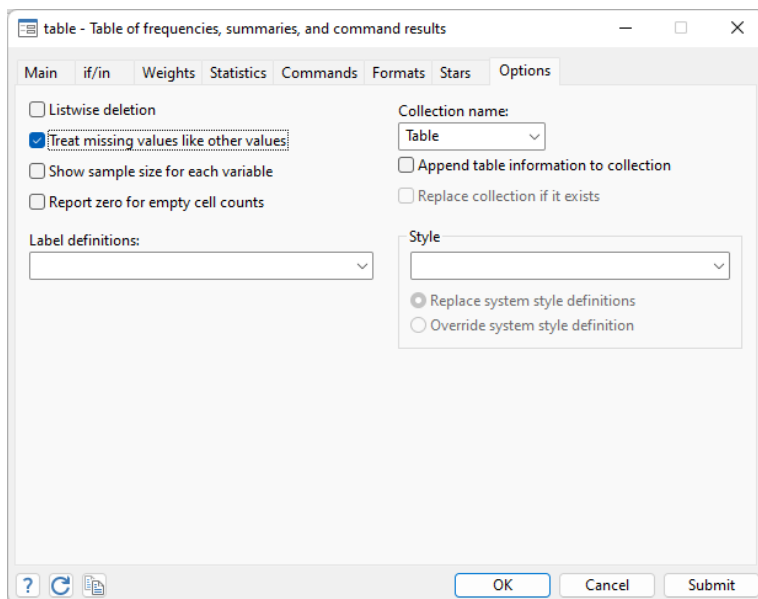 table - Table of frequencies, summaries, and command results
Main if/in Weights Statistics Commands Formats Stars Options
Listwise deletion
Treat missing values like other values
Show sample size for each variable
Report zero for empty cell counts
Label definitions:
Collection name:
Table
Append table information to collection
Replace collection if it exists
Style
Replace system style definitions
Override system style definition
? OK Cancel Submit